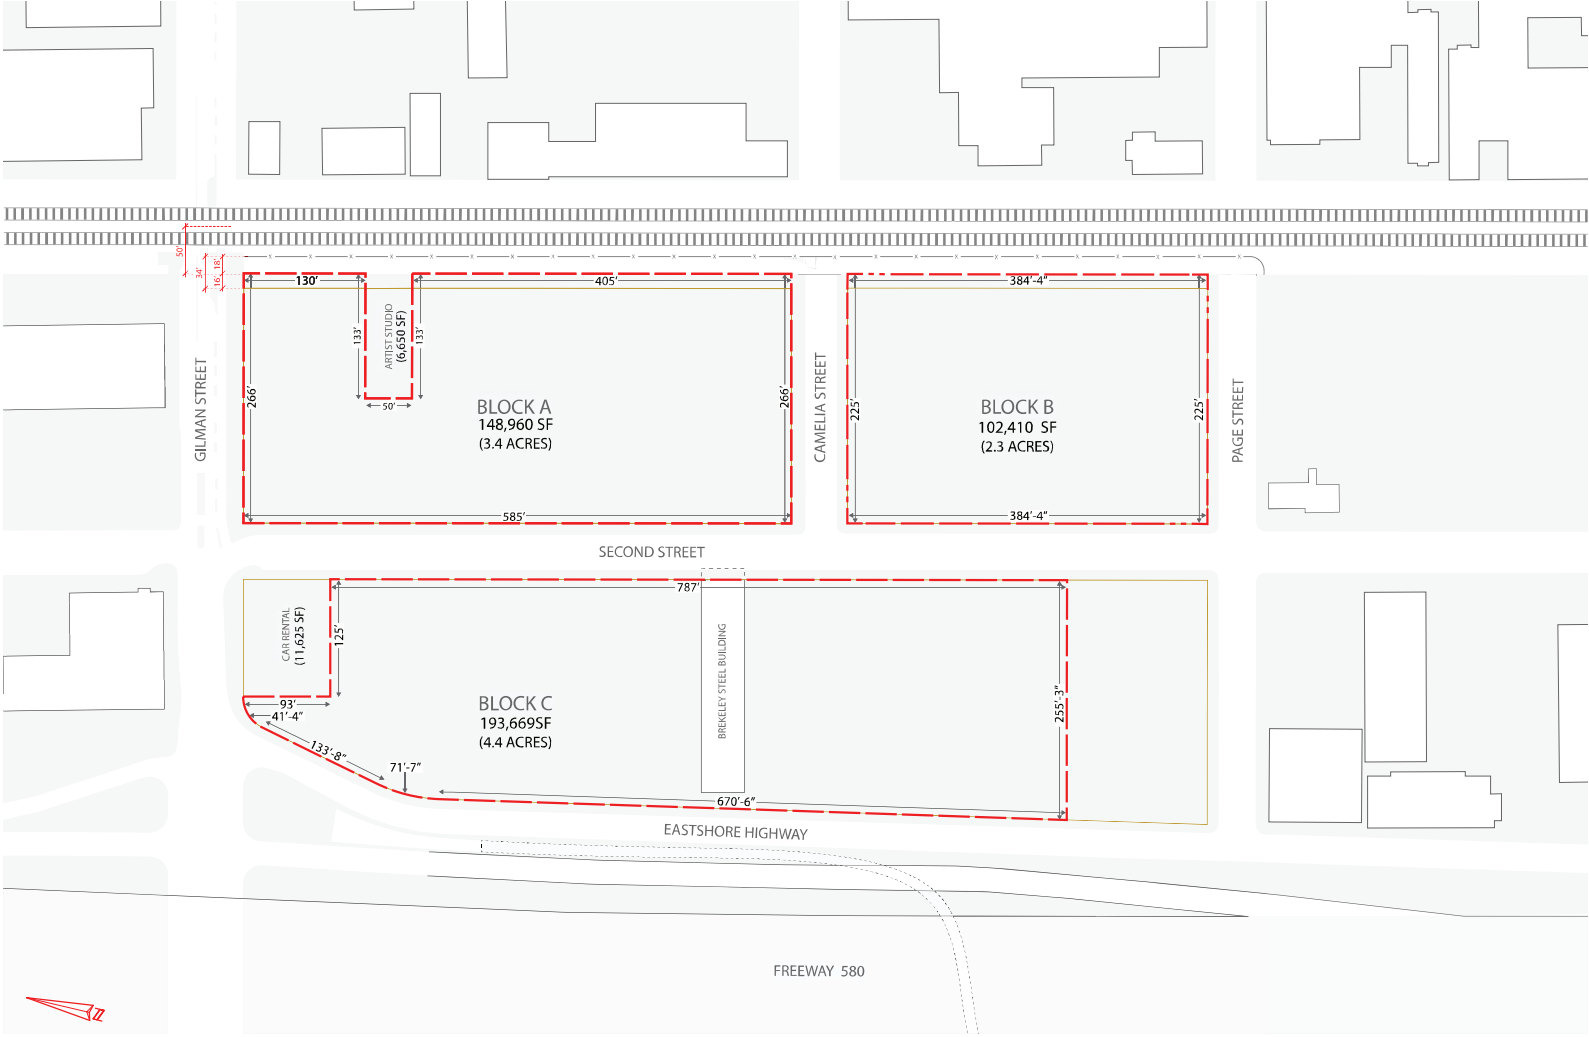 50'
34'
18'
16'
130'
405'
384'-4"
133'
ARTIST STUDIO
(6,650 SF)
133'
50'
GILMAN STREET
266'
BLOCK A
148,960 SF
(3.4 ACRES)
266'
CAMELIA STREET
225'
BLOCK B
102,410 SF
(2.3 ACRES)
225'
PAGE STREET
585'
384'-4"
SECOND STREET
787'
CAR RENTAL
(11,625 SF)
125'
BREKELEY STEEL BUILDING
93'
41'-4"
BLOCK C
193,669SF
(4.4 ACRES)
255'-3"
133'-8"
71'-7"
670'-6"
EASTSHORE HIGHWAY
FREEWAY 580
Z